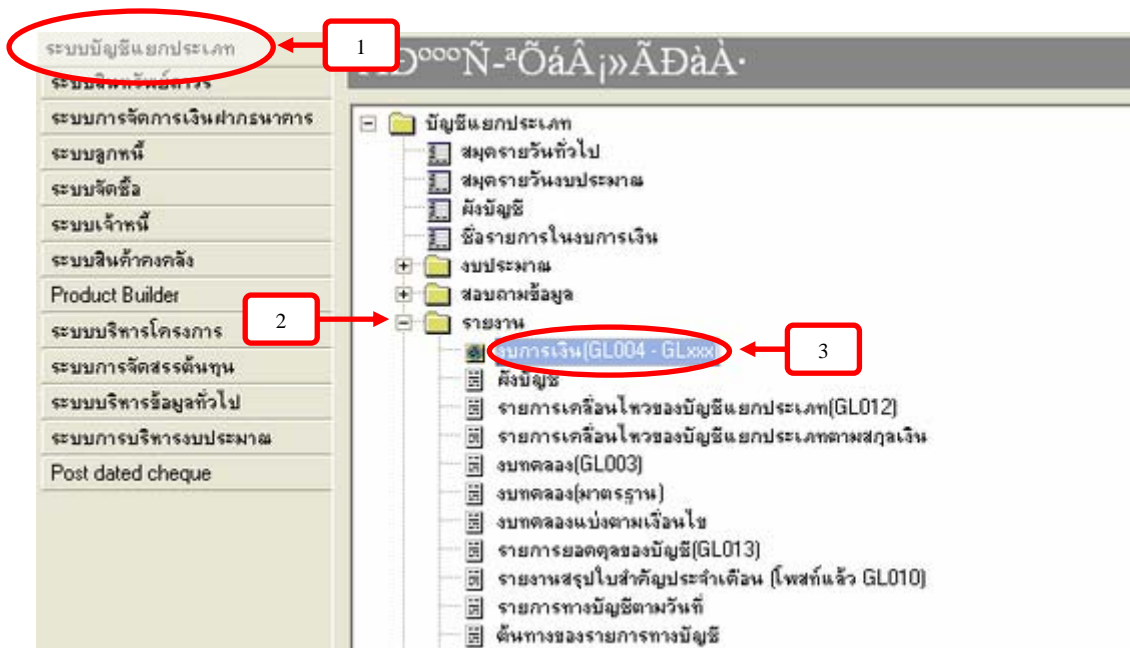 ระบบบัญชีแยกประเภท
ระบบสินทรัพย์ถาวร
ระบบการจัดการเงินฝากธนาคาร
ระบบลูกหนี้
ระบบจัดซื้อ
ระบบเจ้าหนี้
ระบบสินค้าคงคลัง
Product Builder
ระบบบริหารโครงการ
ระบบการจัดสรรต้นทุน
ระบบบริหารข้อมูลทั่วไป
ระบบการบริหารงบประมาณ
Post dated cheque
1
Ðººº Ñ-ªÕáÂ¡»ÃÐàÀ·
บัญชีแยกประเภท
สมุดรายวันทั่วไป
สมุดรายวันงบประมาณ
ผังบัญชี
ชื่อรายการในงบการเงิน
งบประมาณ
สอบถามข้อมูล
2
รายงาน
งบการเงิน(GL004 - GLxxx)
3
ผังบัญชี
รายการเคลื่อนไหวของบัญชีแยกประเภท(GL012)
รายการเคลื่อนไหวของบัญชีแยกประเภทตามสกุลเงิน
งบทดลอง(GL003)
งบทดลอง(มาตรฐาน)
งบทดลองแบ่งตามเงื่อนไข
รายการยอดดุลของบัญชี(GL013)
รายงานสรุปใบสำคัญประจำเดือน (โพสท์แล้ว GL010)
รายการทางบัญชีตามวันที่
ต้นทางของรายการทางบัญชี